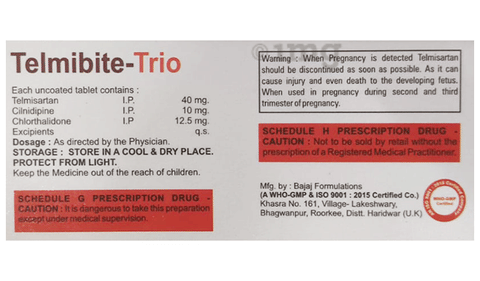 Telmibite-Trio
Each uncoated tablet contains :
Telmisartan I.P. 40 mg.
Cilnidipine I.P. 10 mg.
Chlorthalidone I.P 12.5 mg.
Excipients q.s.
Dosage : As directed by the Physician.
STORAGE : STORE IN A COOL & DRY PLACE.
PROTECT FROM LIGHT.
Keep the Medicine out of the reach of children.
SCHEDULE G PRESCRIPTION DRUG -
CAUTION : It is dangerous to take this preparation
except under medical supervision.
1mg
Warning : When Pregnancy is detected Telmisartan
should be discontinued as soon as possible. As it can
cause injury and even death to the developing fetus.
When used in pregnancy during second and third
trimester of pregnancy.
SCHEDULE H PRESCRIPTION DRUG -
CAUTION : Not to be sold by retail without the
prescription of a Registered Medical Practitioner.
Mfg. by : Bajaj Formulations
(A WHO-GMP & ISO 9001 : 2015 Certified Co.)
Khasra No. 161, Village- Lakeshwary,
Bhagwanpur, Roorkee, Distt. Haridwar (U.K)
WHO-GMP
Certified